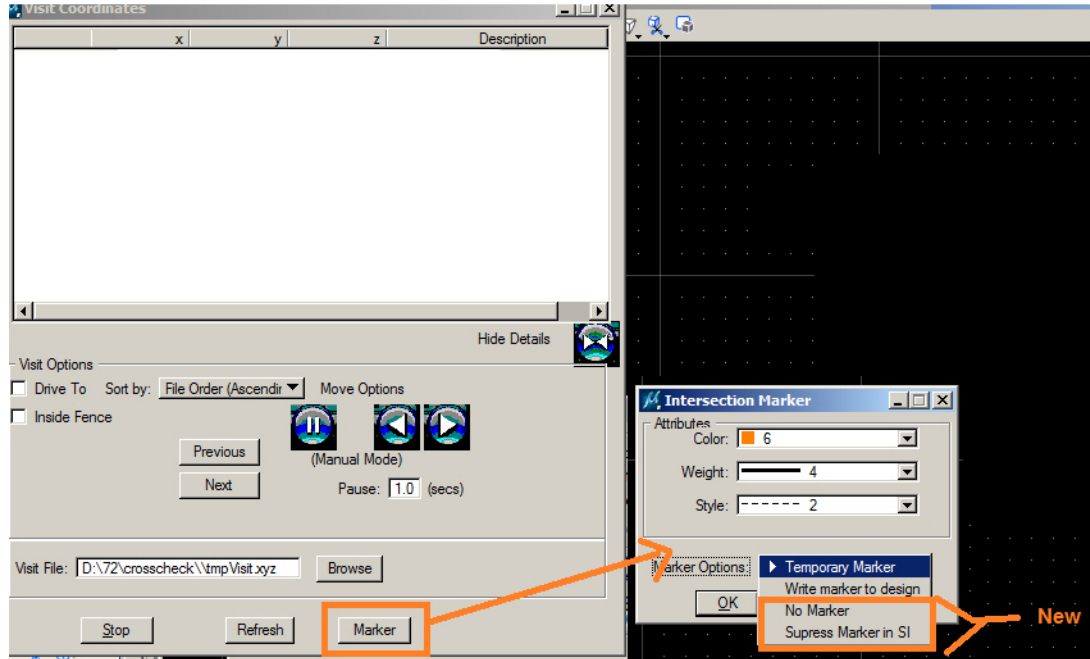 Visit Coordinates
x y z Description
Hide Details
Visit Options
Drive To Sort by: File Order (Ascendir Move Options
Inside Fence
Previous
(Manual Mode)
Next
Pause: 1.0 (secs)
Visit File: D:\72\crosscheck\\tmpVisit.xyz Browse
Stop Refresh Marker
Intersection Marker
Attributes
Color: 6
Weight: 4
Style: 2
Marker Options: Temporary Marker
Write marker to design
OK
No Marker
Supress Marker in SI
New